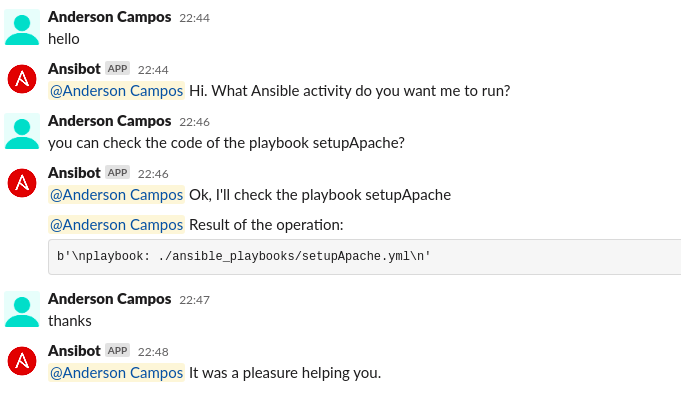 Anderson Campos 22:44
hello
Ansibot APP 22:44
@Anderson Campos Hi. What Ansible activity do you want me to run?
Anderson Campos 22:46
you can check the code of the playbook setupApache?
Ansibot APP 22:46
@Anderson Campos Ok, I'll check the playbook setupApache
@Anderson Campos Result of the operation:
b'\nplaybook: ./ansible_playbooks/setupApache.yml\n'
Anderson Campos 22:47
thanks
Ansibot APP 22:48
@Anderson Campos It was a pleasure helping you.